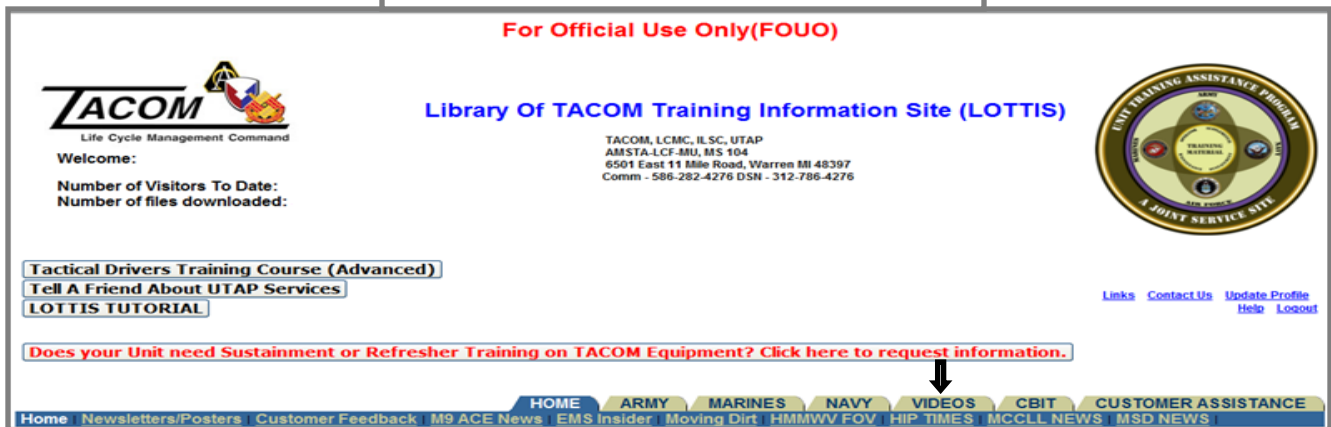 For Official Use Only(FOUO)
TACOM
Life Cycle Management Command
Welcome:
Number of Visitors To Date:
Number of files downloaded:
Library Of TACOM Training Information Site (LOTTIS)
TACOM, LCMC, ILSC, UTAP
AMSTA-LCF-MU, MS 104
6501 East 11 Mile Road, Warren MI 48397
Comm - 586-282-4276 DSN - 312-786-4276
UNIT TRAINING ASSISTANCE PROGRAM
ARMY
MARINES
TRAINING
MATERIAL
NAVY
AIR FORCE
A JOINT SERVICE SITE
Tactical Drivers Training Course (Advanced)
Tell A Friend About UTAP Services
LOTTIS TUTORIAL
Links Contact Us Update Profile
Help Logout
Does your Unit need Sustainment or Refresher Training on TACOM Equipment? Click here to request information.
HOME ARMY MARINES NAVY VIDEOS CBIT CUSTOMER ASSISTANCE
Home | Newsletters/Posters | Customer Feedback | M9 ACE News | EMS Insider | Moving Dirt | HMMWV FOV | HIP TIMES | MCCLL NEWS | MSD NEWS |